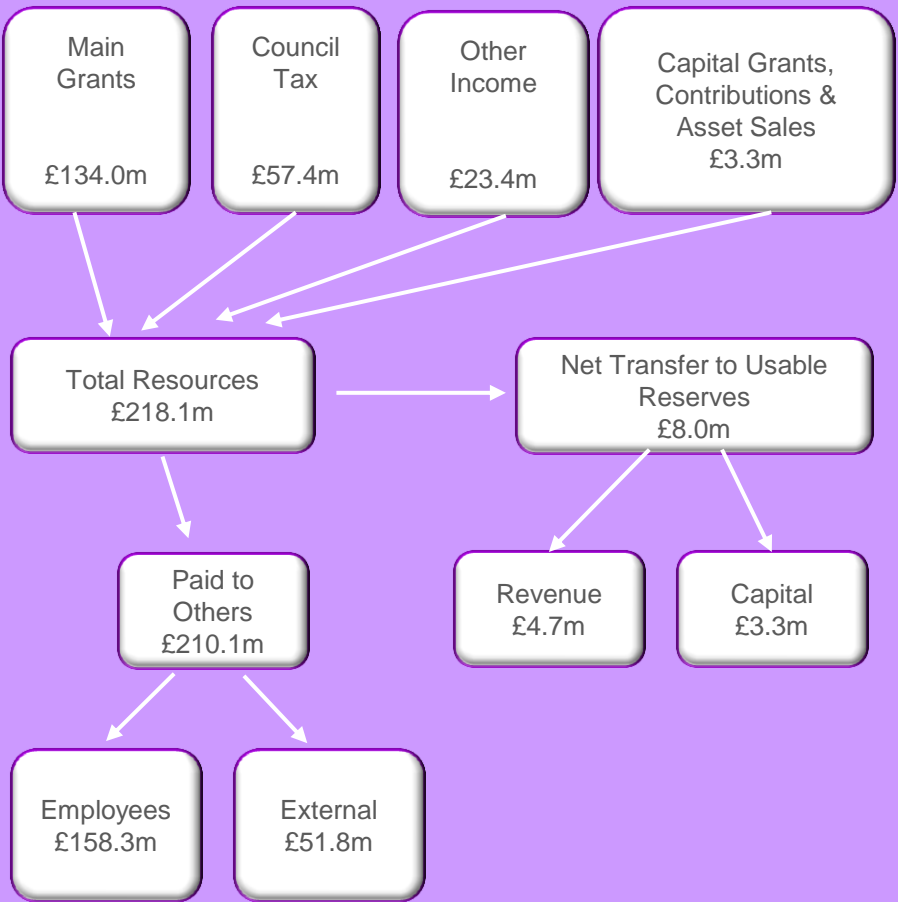 Main
Grants
£134.0m
Council
Tax
£57.4m
Other
Income
£23.4m
Capital Grants,
Contributions &
Asset Sales
£3.3m
Total Resources
£218.1m
Net Transfer to Usable
Reserves
£8.0m
Paid to
Others
£210.1m
Revenue
£4.7m
Capital
£3.3m
Employees
£158.3m
External
£51.8m